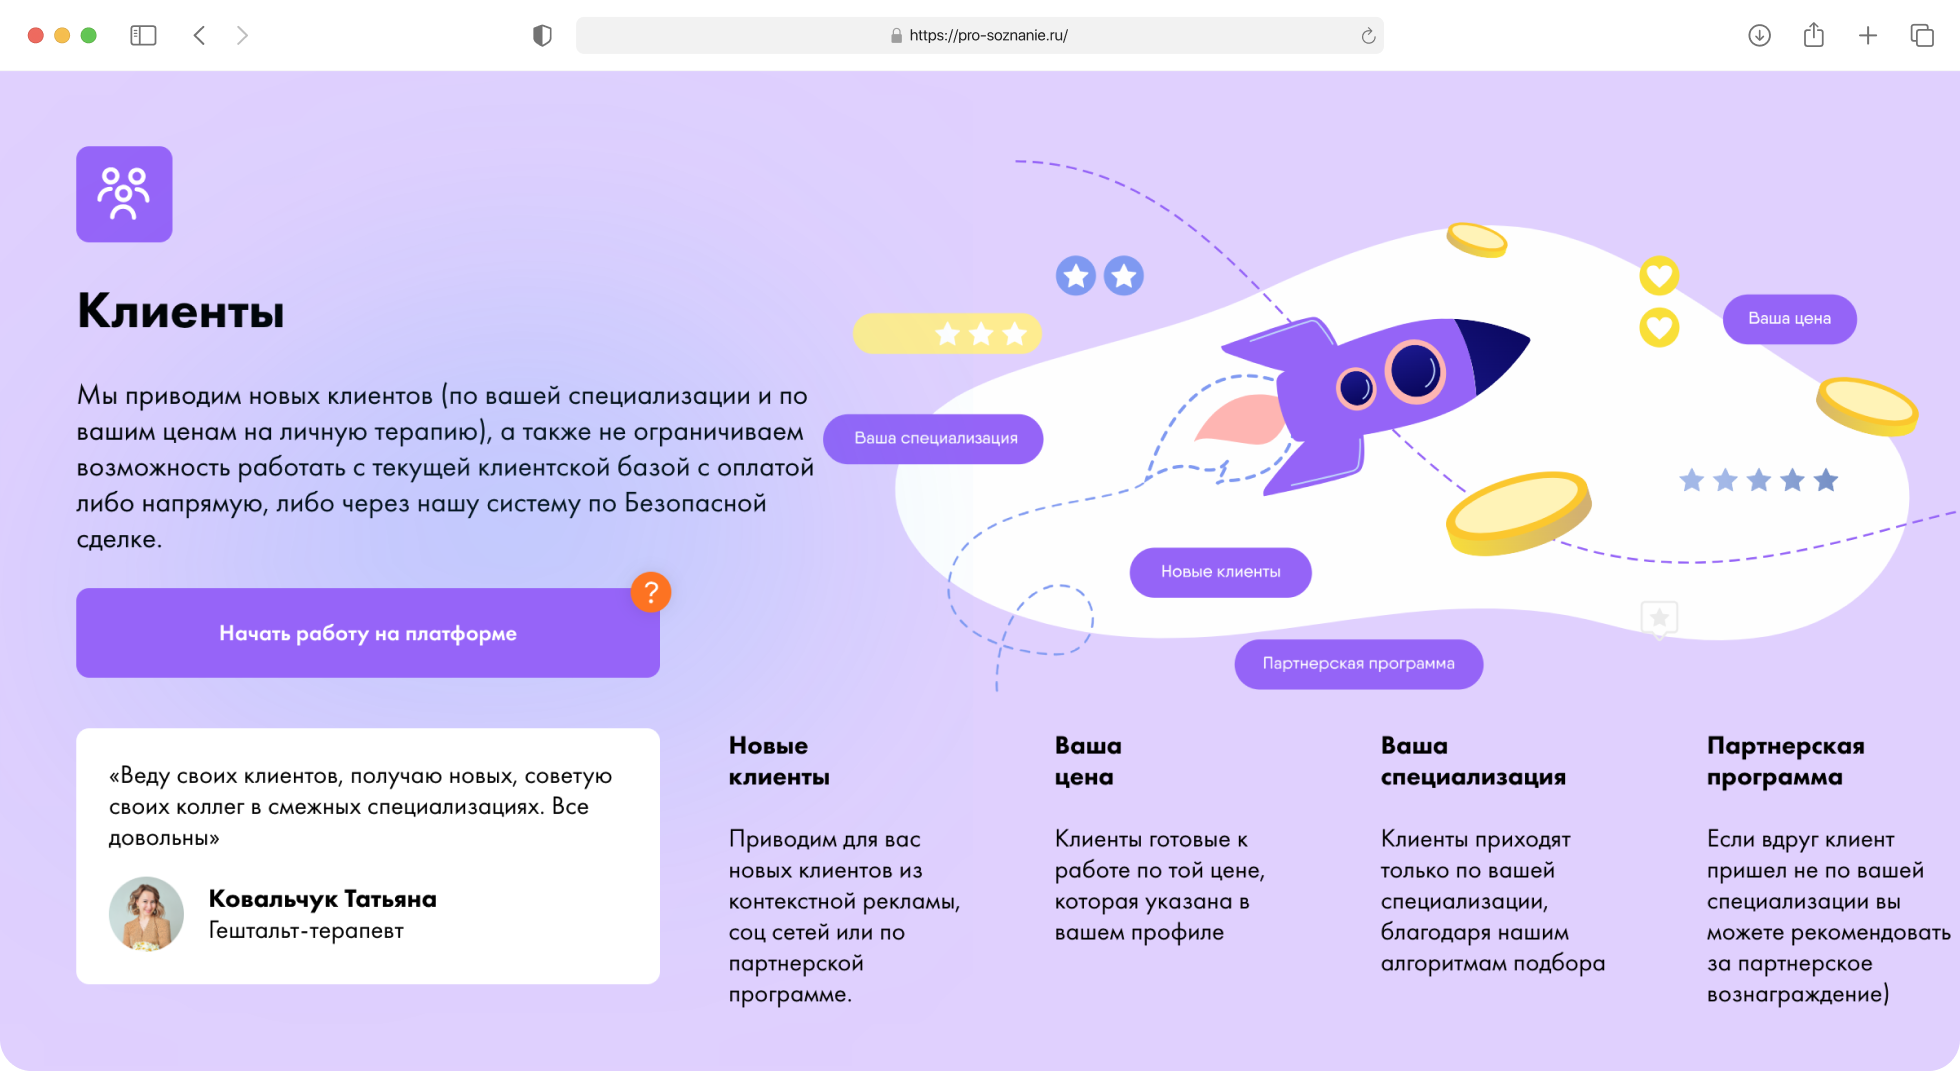 https://pro-soznanie.ru/
Клиенты
Мы приводим новых клиентов (по вашей специализации и по
вашим ценам на личную терапию), а также не ограничиваем
возможность работать с текущей клиентской базой с оплатой
либо напрямую, либо через нашу систему по Безопасной
сделке.
?
Начать работу на платформе
Ваша цена
Ваша специализация
Новые клиенты
Партнерская программа
«Веду своих клиентов, получаю новых, советую
своих коллег в смежных специализациях. Все
довольны»
Ковальчук Татьяна
Гештальт-терапевт
Новые
клиенты
Приводим для вас
новых клиентов из
контекстной рекламы,
соц сетей или по
партнерской
программе.
Ваша
цена
Клиенты готовые к
работе по той цене,
которая указана в
вашем профиле
Ваша
специализация
Клиенты приходят
только по вашей
специализации,
благодаря нашим
алгоритмам подбора
Партнерская
программа
Если вдруг клиент
пришел не по вашей
специализации вы
можете рекомендовать
за партнерское
вознаграждение)